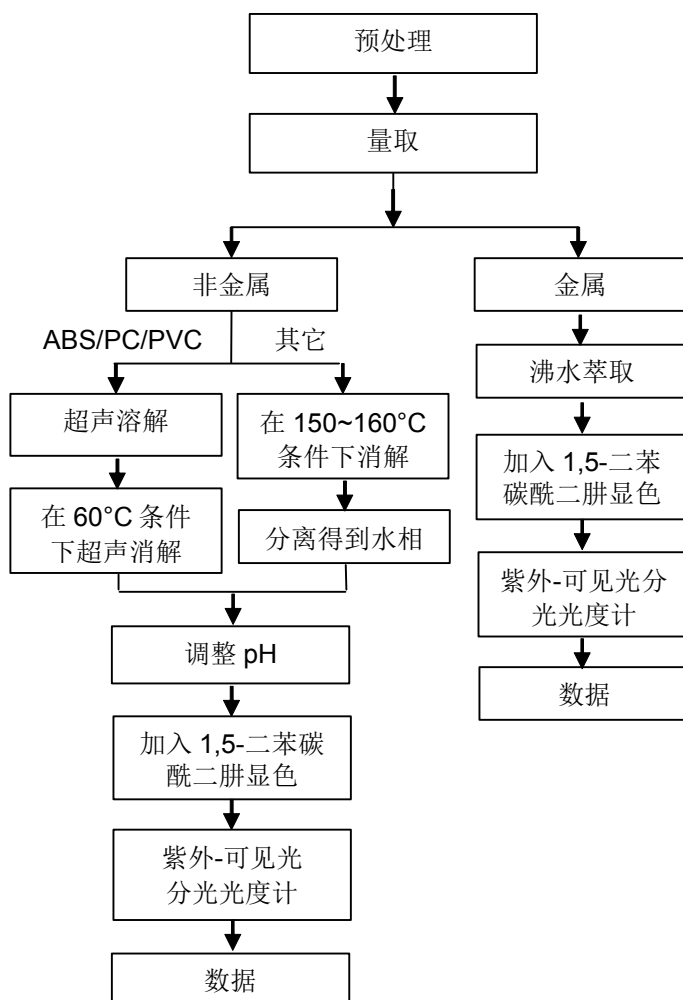 预处理
量取
非金属
金属
ABS/PC/PVC
其它
沸水萃取
超声溶解
在 150~160°C
条件下消解
加入 1,5-二苯
碳酰二肼显色
在 60°C 条件
下超声消解
分离得到水相
紫外-可见光分
光光度计
调整 pH
数据
加入 1,5-二苯碳
酰二肼显色
紫外-可见光
分光光度计
数据